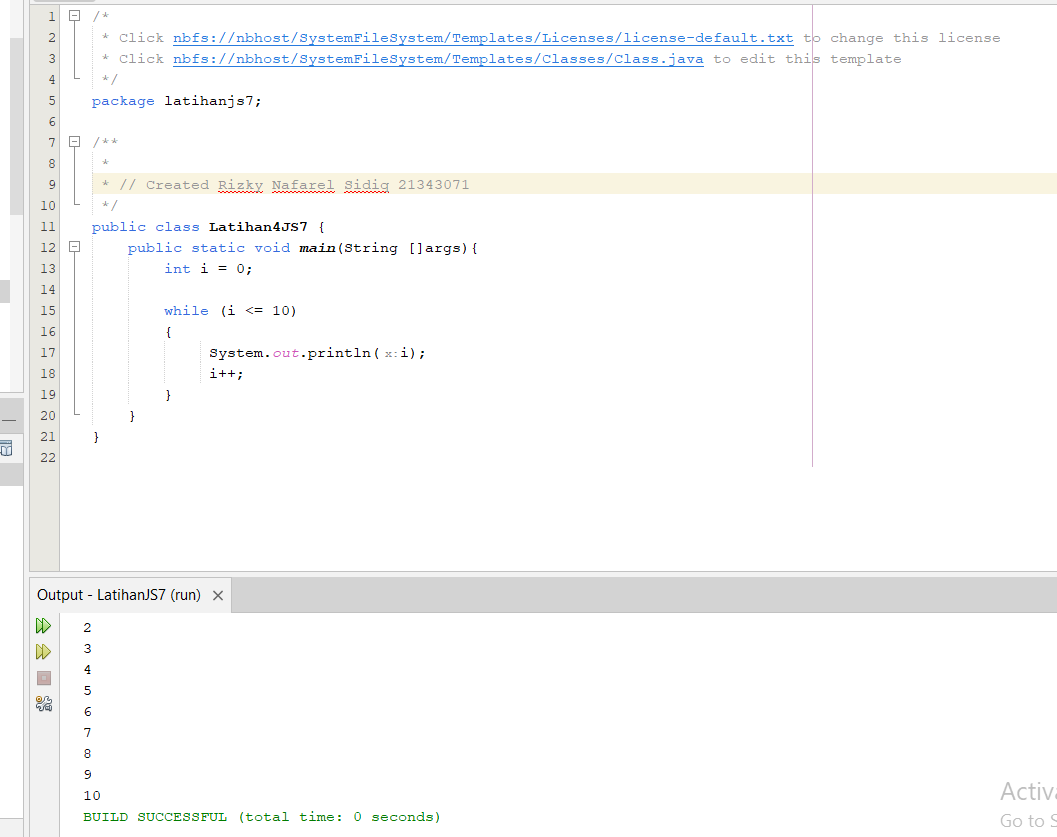 1 /*
2 * Click nbfs://nbhost/SystemFileSystem/Templates/Licenses/license-default.txt to change this license
3 * Click nbfs://nbhost/SystemFileSystem/Templates/Classes/Class.java to edit this template
4 */
5 package latihanjs7;
6
7 /**
8 *
9 * // Created Rizky Nafarel Sidiq 21343071
10 */
11 public class Latihan4JS7 {
12 public static void main(String []args){
13 int i = 0;
14
15 while (i <= 10)
16 {
17 System.out.println( x: i);
18 i++;
19 }
20 }
21 }
22
Output - LatihanJS7 (run)
2
3
4
5
6
7
8
9
10
BUILD SUCCESSFUL (total time: 0 seconds)
Go to